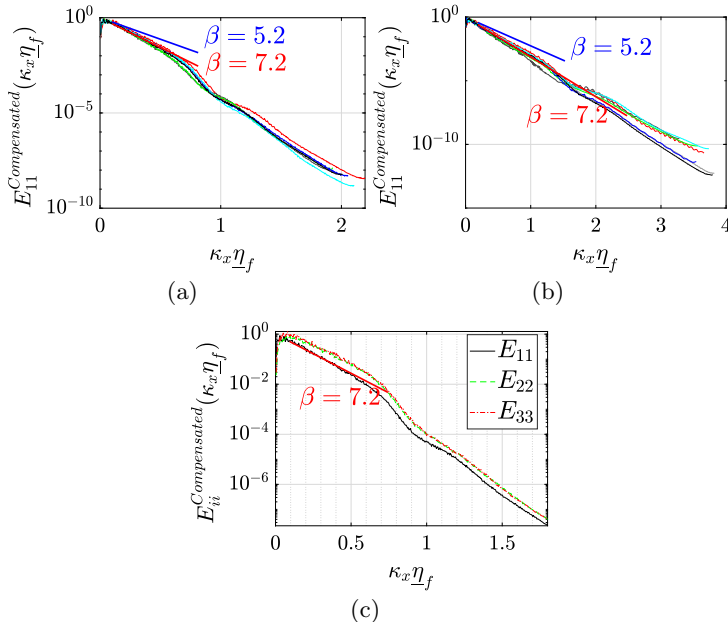 E_{11}^{Compensated}(κ_x η_f)
10^0
10^{-5}
10^{-10}
β = 5.2
β = 7.2
0
1
2
κ_x η_f
(a)
E_{11}^{Compensated}(κ_x η_f)
10^0
10^{-10}
β = 5.2
β = 7.2
0
1
2
3
4
κ_x η_f
(b)
E_{ii}^{Compensated}(κ_x η_f)
10^0
10^{-2}
10^{-4}
10^{-6}
β = 7.2
E_{11}
E_{22}
E_{33}
0
0.5
1
1.5
κ_x η_f
(c)